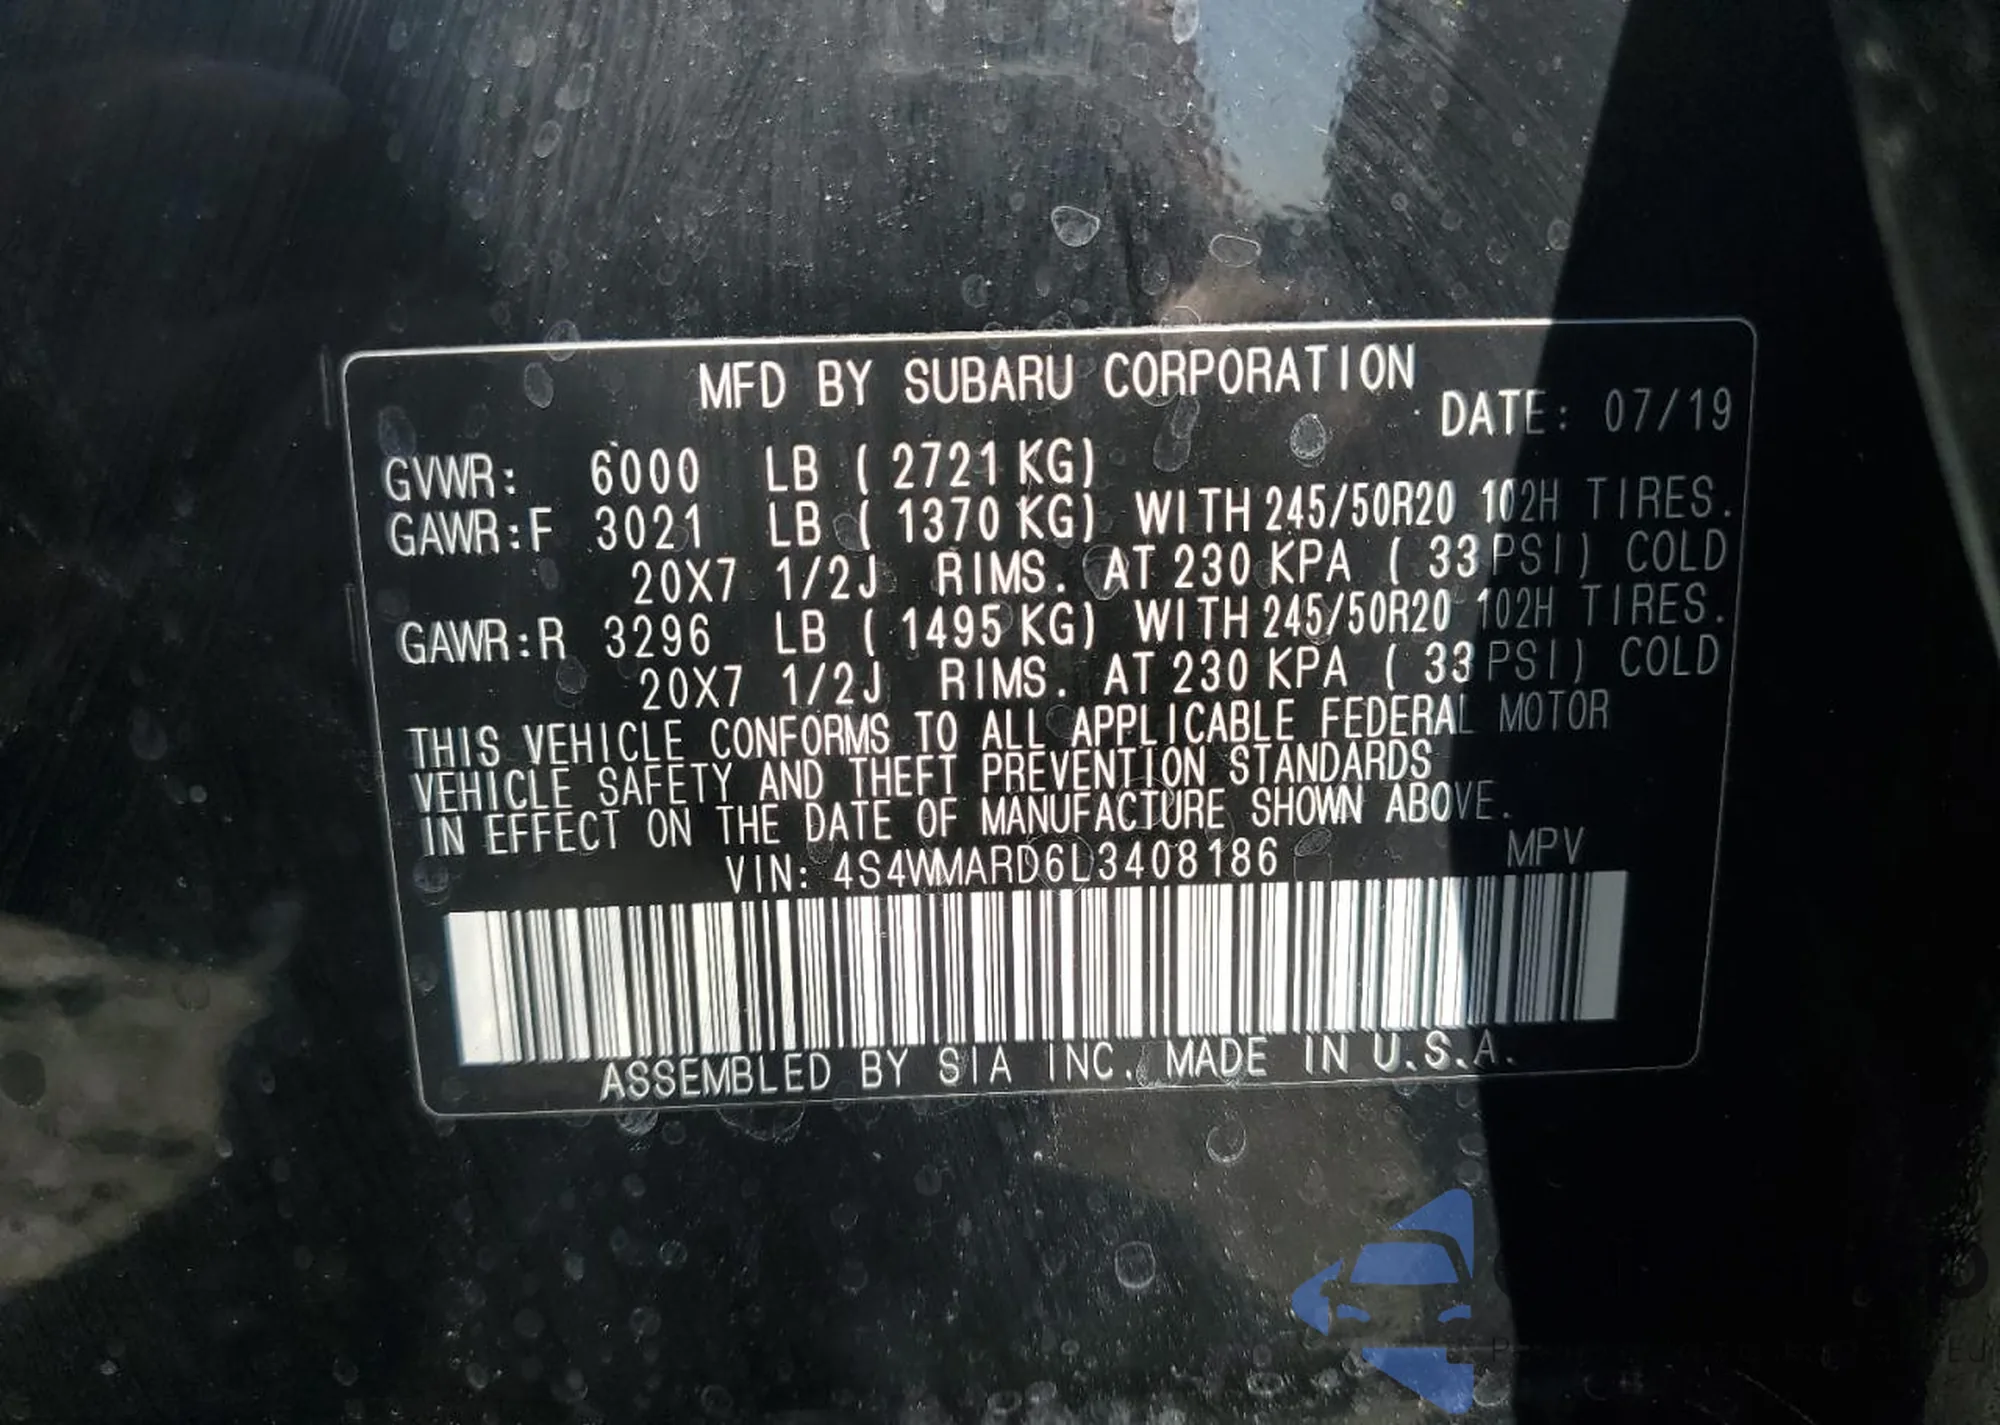 MFD BY SUBARU CORPORATION
DATE: 07/19
GVWR: 6000 LB ( 2721 KG)
GAWR:F 3021 LB ( 1370 KG) WITH 245/50R20 102H TIRES.
20X7 1/2J RIMS. AT 230 KPA ( 33 PSI) COLD
GAWR:R 3296 LB ( 1495 KG) WITH 245/50R20 102H TIRES.
20X7 1/2J RIMS. AT 230 KPA ( 33 PSI) COLD
THIS VEHICLE CONFORMS TO ALL APPLICABLE FEDERAL MOTOR
VEHICLE SAFETY AND THEFT PREVENTION STANDARDS
IN EFFECT ON THE DATE OF MANUFACTURE SHOWN ABOVE.
VIN: 4S4WMARD6L3408186 MPV
ASSEMBLED BY SIA INC. MADE IN U.S.A.